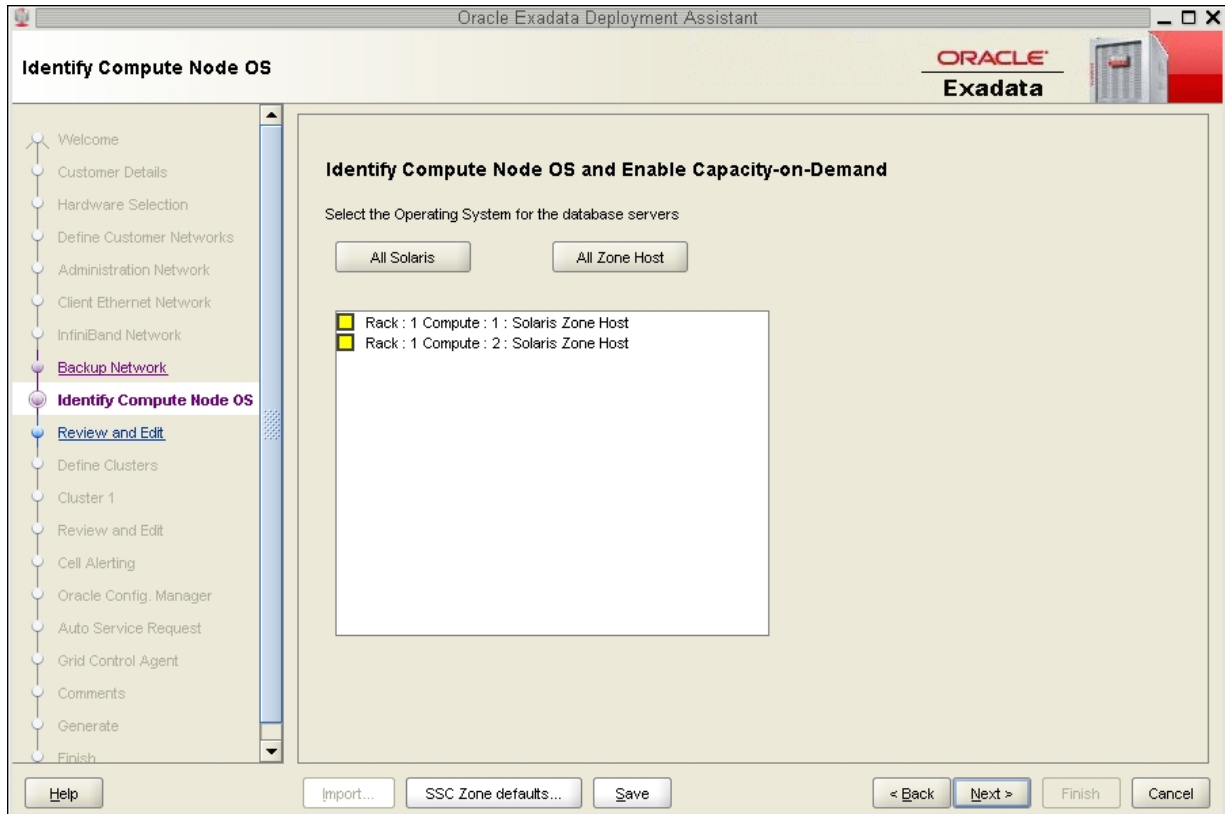 Oracle Exadata Deployment Assistant
Identify Compute Node OS
ORACLE
Exadata
Welcome
Customer Details
Hardware Selection
Define Customer Networks
Administration Network
Client Ethernet Network
InfiniBand Network
Backup Network
Identify Compute Node OS
Review and Edit
Define Clusters
Cluster 1
Review and Edit
Cell Alerting
Oracle Config. Manager
Auto Service Request
Grid Control Agent
Comments
Generate
Finish
Identify Compute Node OS and Enable Capacity-on-Demand
Select the Operating System for the database servers
All Solaris
All Zone Host
Rack : 1 Compute : 1 : Solaris Zone Host
Rack : 1 Compute : 2 : Solaris Zone Host
Help
Import...
SSC Zone defaults...
Save
< Back
Next >
Finish
Cancel